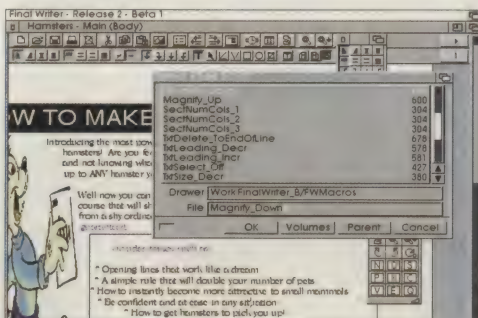 Final Writer - Release 2 - Beta 1
Hamsters - Main (Body)
Magnify_Up 600
SectNumCols_1 304
SectNumCols_2 304
SectNumCols_3 304
TxtDelete_ToEndOfLine 678
TxtLeading_Decr 578
TxtLeading_Incr 581
TxtSelect_Off 427
TxtSize_Decr 380
Drawer Work:FinalWriter_B/FWMacros
File Magnify_Down
OK Volumes Parent Cancel
W TO MAKE
Introducing the most pow
hamsters! Are you
and not knowing
up to ANY hamster
Well now you can
course that will sh
from a shy
" Opening lines that work like a dream
" A simple rule that will double your number of pets
" How to instantly become more attractive to small mammals
" Be confident and at ease in any situation
" How to get hamsters to pick you up!